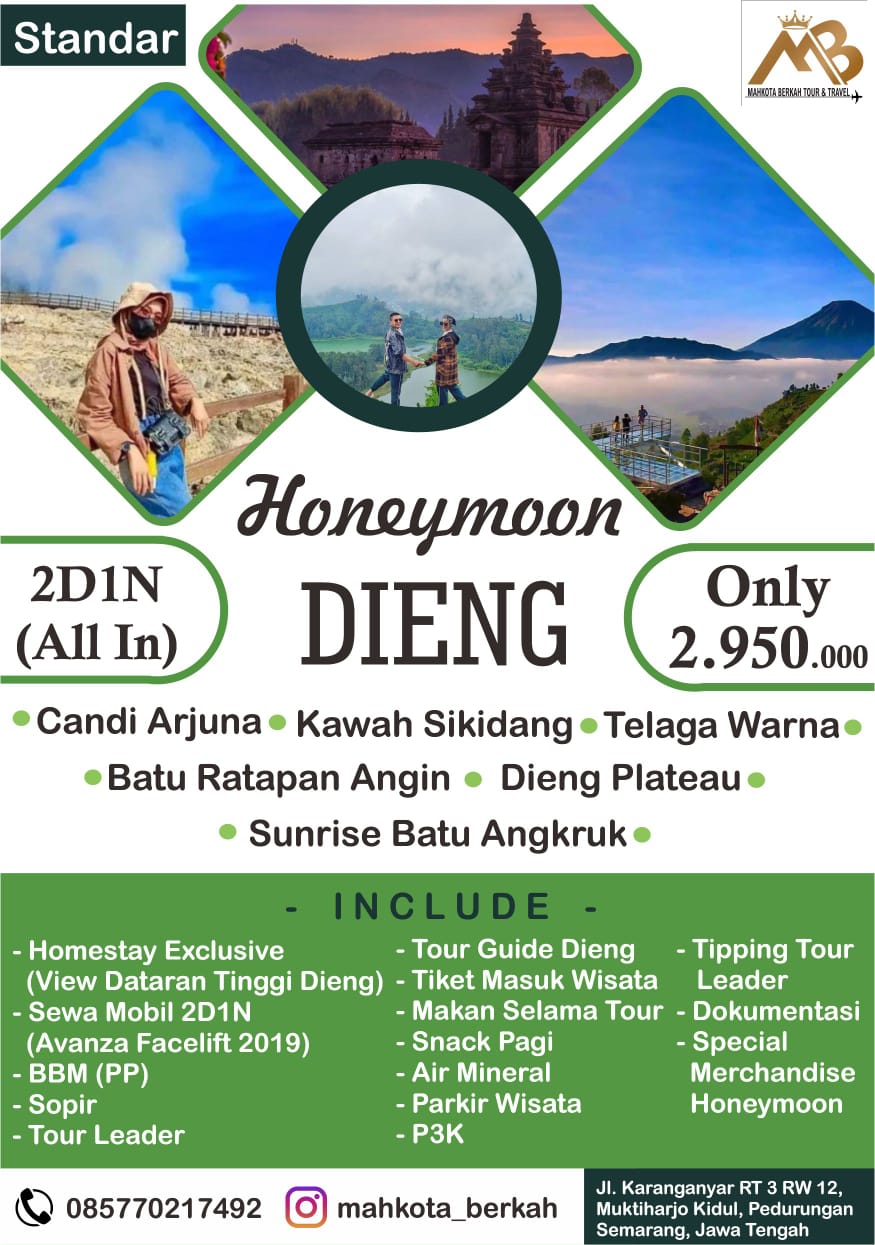 Standar
MB
MAHKOTA BERKAH TOUR & TRAVEL
Honeymoon
DIENG
2D1N
(All In)
Only
2.950.000
Candi Arjuna • Kawah Sikidang • Telaga Warna •
• Batu Ratapan Angin • Dieng Plateau •
• Sunrise Batu Angkruk •
- INCLUDE -
- Homestay Exclusive
(View Dataran Tinggi Dieng)
- Sewa Mobil 2D1N
(Avanza Facelift 2019)
- BBM (PP)
- Sopir
- Tour Leader
- Tour Guide Dieng
- Tiket Masuk Wisata
- Makan Selama Tour
- Snack Pagi
- Air Mineral
- Parkir Wisata
- P3K
- Tipping Tour
Leader
- Dokumentasi
- Special
Merchandise
Honeymoon
085770217492
mahkota_berkah
Jl. Karanganyar RT 3 RW 12,
Muktiharjo Kidul, Pedurungan
Semarang, Jawa Tengah